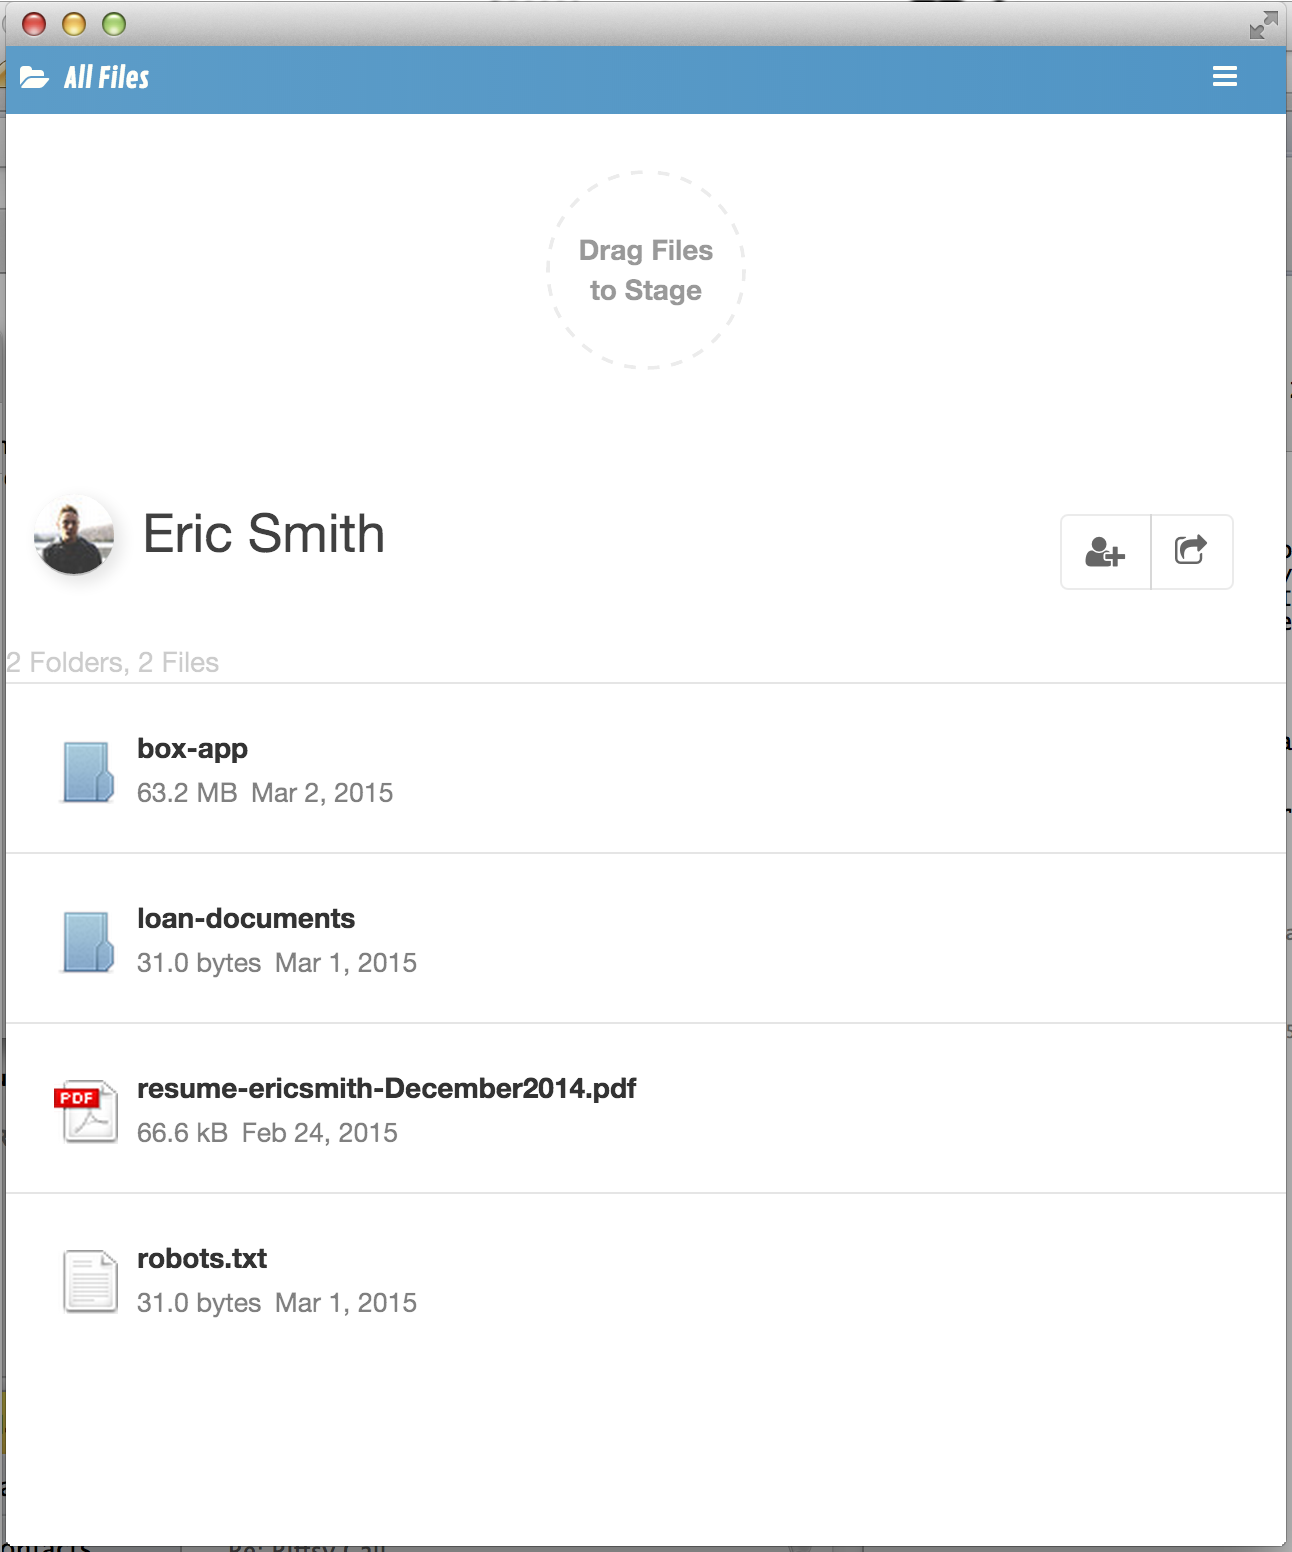 All Files
Drag Files
to Stage
Eric Smith
2 Folders, 2 Files
box-app
63.2 MB Mar 2, 2015
loan-documents
31.0 bytes Mar 1, 2015
PDF
resume-ericsmith-December2014.pdf
66.6 kB Feb 24, 2015
robots.txt
31.0 bytes Mar 1, 2015